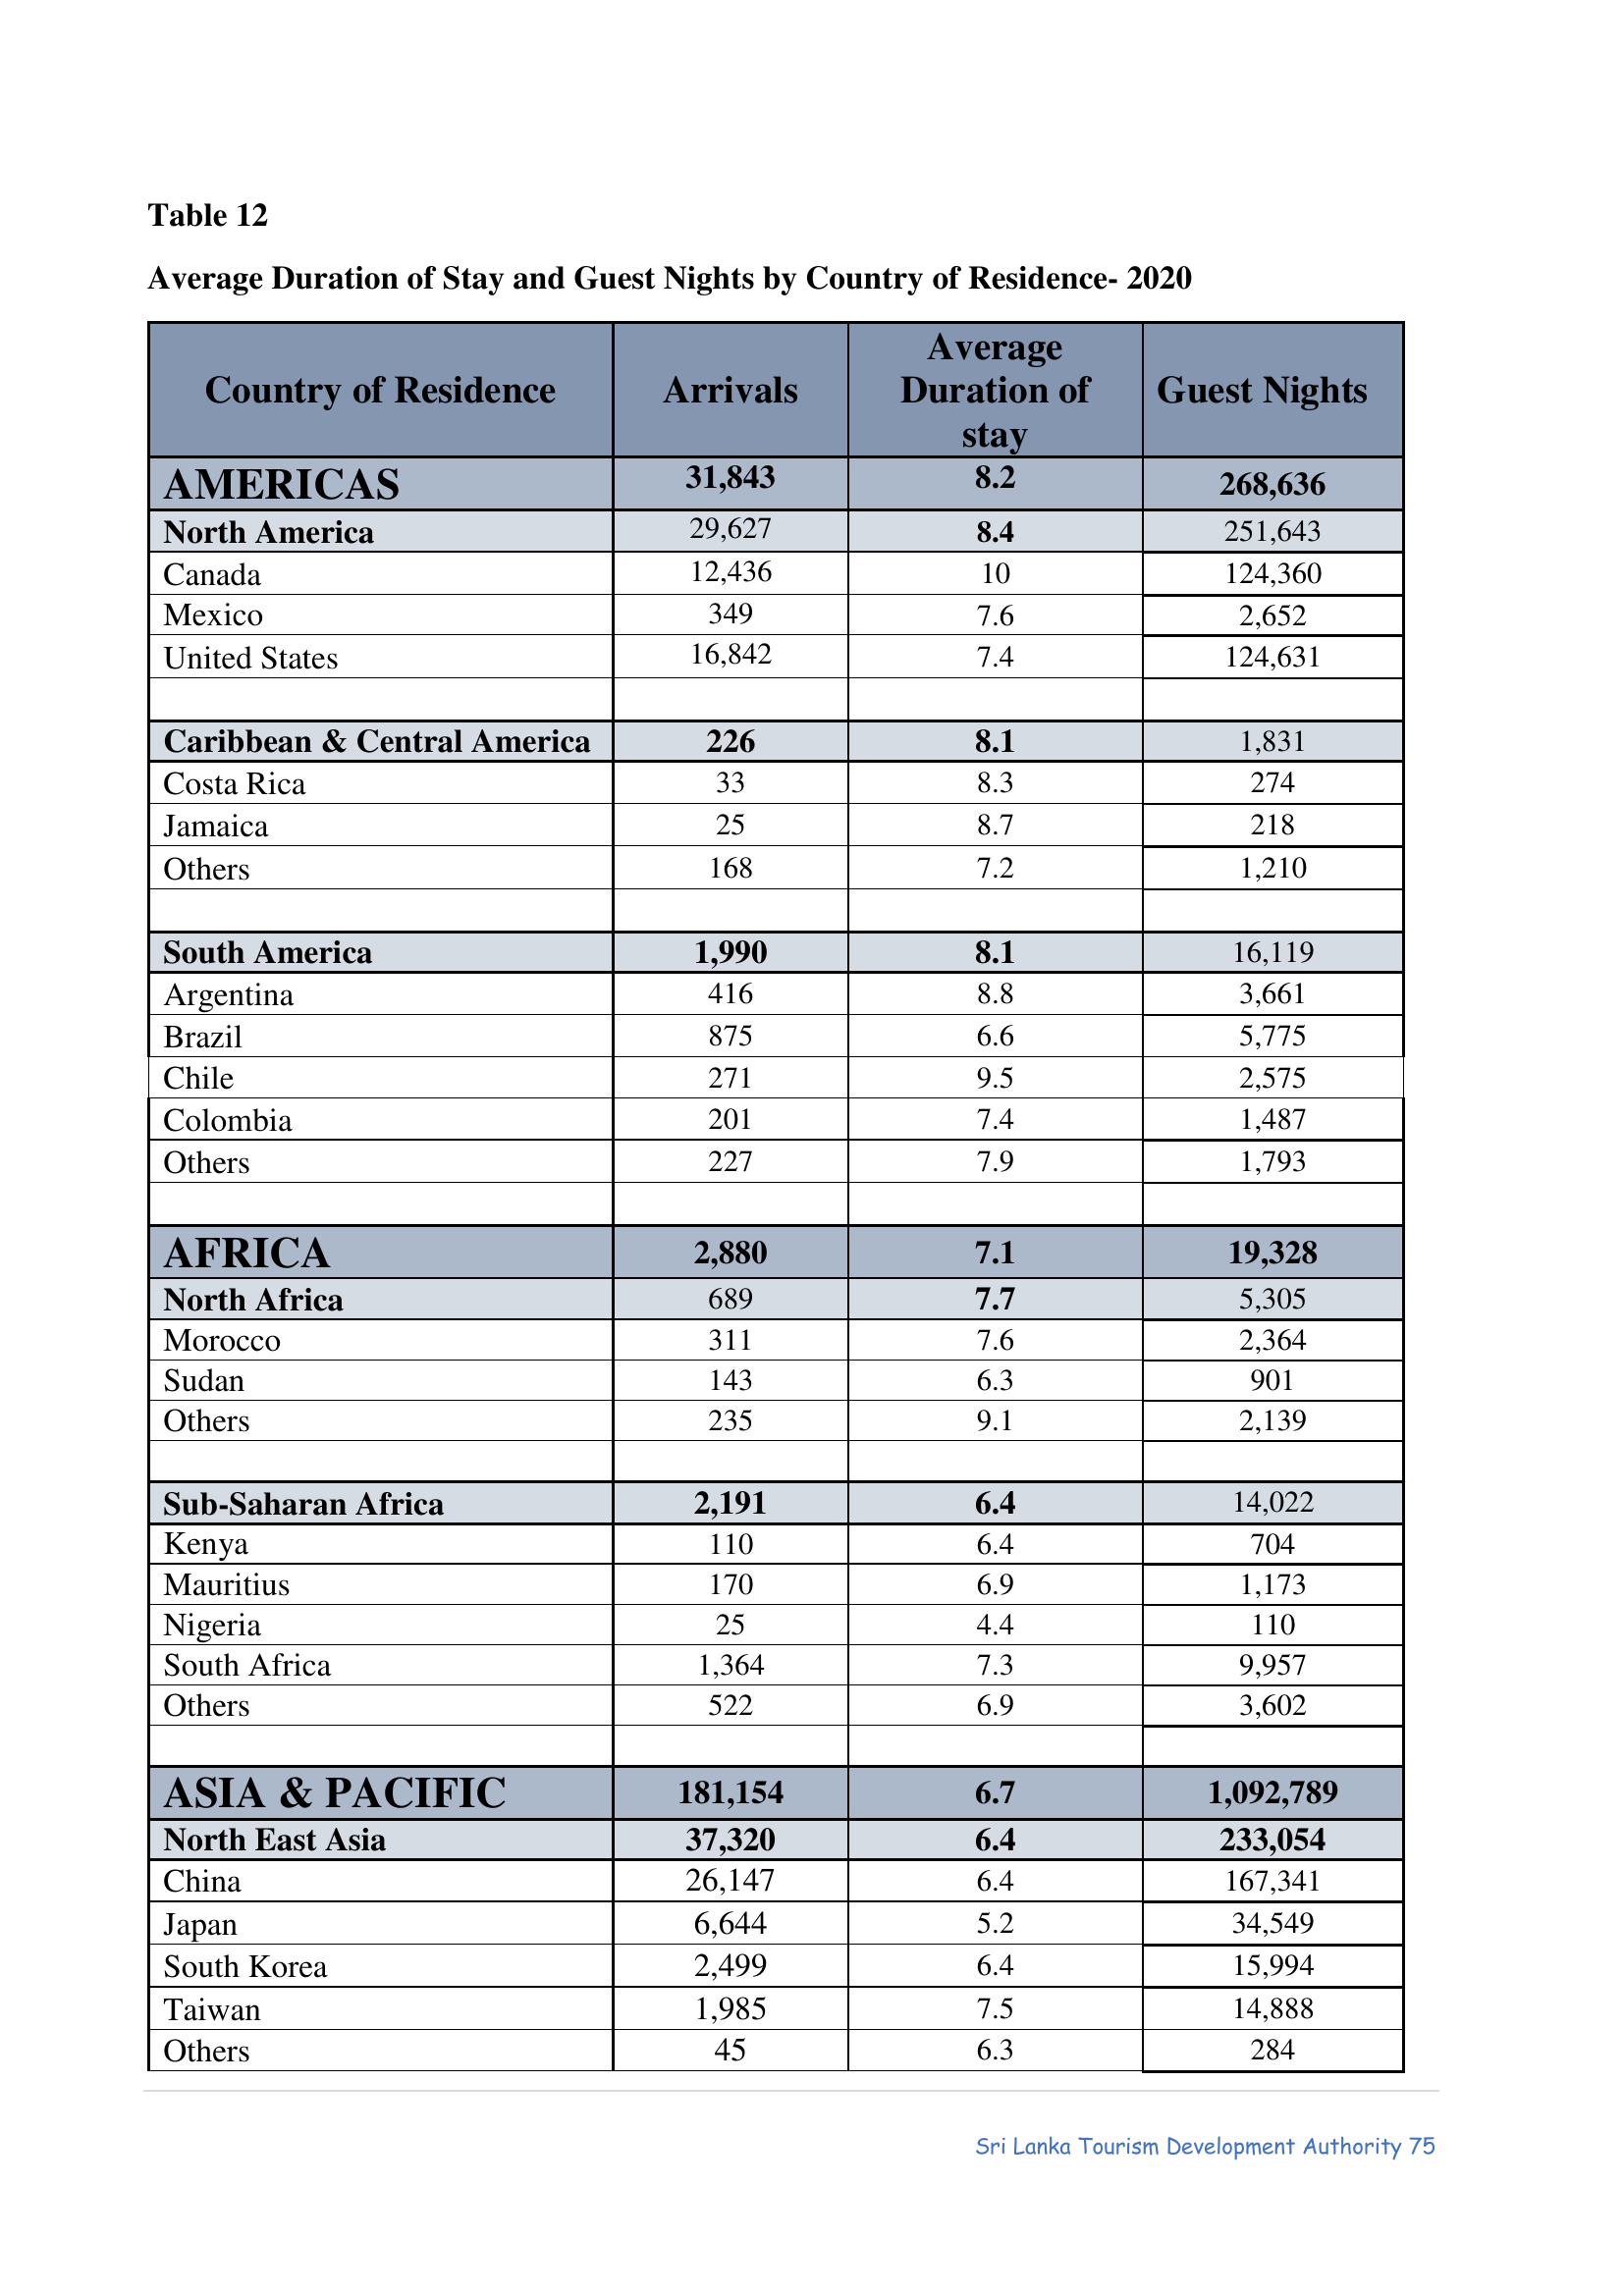 Table 12
Average Duration of Stay and Guest Nights by Country of Residence- 2020
Country of Residence Arrivals Average Duration of stay Guest Nights
AMERICAS 31,843 8.2 268,636
North America 29,627 8.4 251,643
Canada 12,436 10 124,360
Mexico 349 7.6 2,652
United States 16,842 7.4 124,631
Caribbean & Central America 226 8.1 1,831
Costa Rica 33 8.3 274
Jamaica 25 8.7 218
Others 168 7.2 1,210
South America 1,990 8.1 16,119
Argentina 416 8.8 3,661
Brazil 875 6.6 5,775
Chile 271 9.5 2,575
Colombia 201 7.4 1,487
Others 227 7.9 1,793
AFRICA 2,880 7.1 19,328
North Africa 689 7.7 5,305
Morocco 311 7.6 2,364
Sudan 143 6.3 901
Others 235 9.1 2,139
Sub-Saharan Africa 2,191 6.4 14,022
Kenya 110 6.4 704
Mauritius 170 6.9 1,173
Nigeria 25 4.4 110
South Africa 1,364 7.3 9,957
Others 522 6.9 3,602
ASIA & PACIFIC 181,154 6.7 1,092,789
North East Asia 37,320 6.4 233,054
China 26,147 6.4 167,341
Japan 6,644 5.2 34,549
South Korea 2,499 6.4 15,994
Taiwan 1,985 7.5 14,888
Others 45 6.3 284
Sri Lanka Tourism Development Authority 75